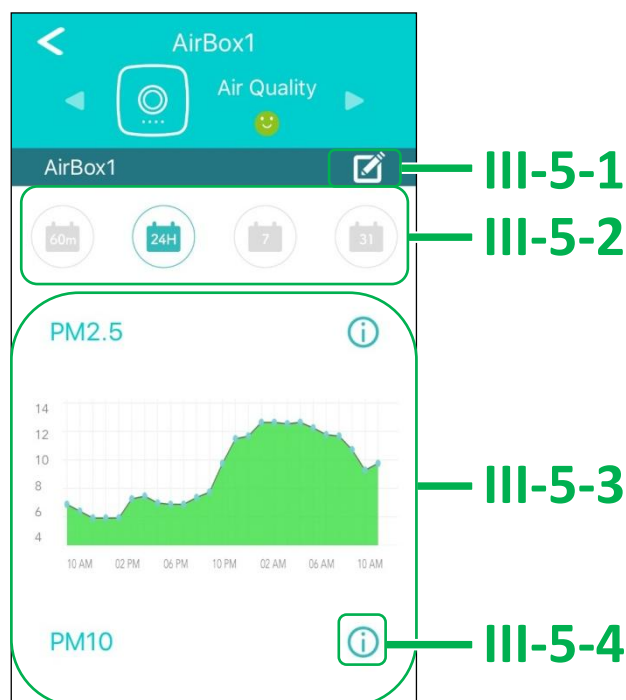 AirBox1
Air Quality
AirBox1
III-5-1
60m 24H 7 31
III-5-2
PM2.5
14
12
10
8
6
4
III-5-3
10 AM 02 PM 06 PM 10 PM 02 AM 06 AM 10 AM
PM10
III-5-4